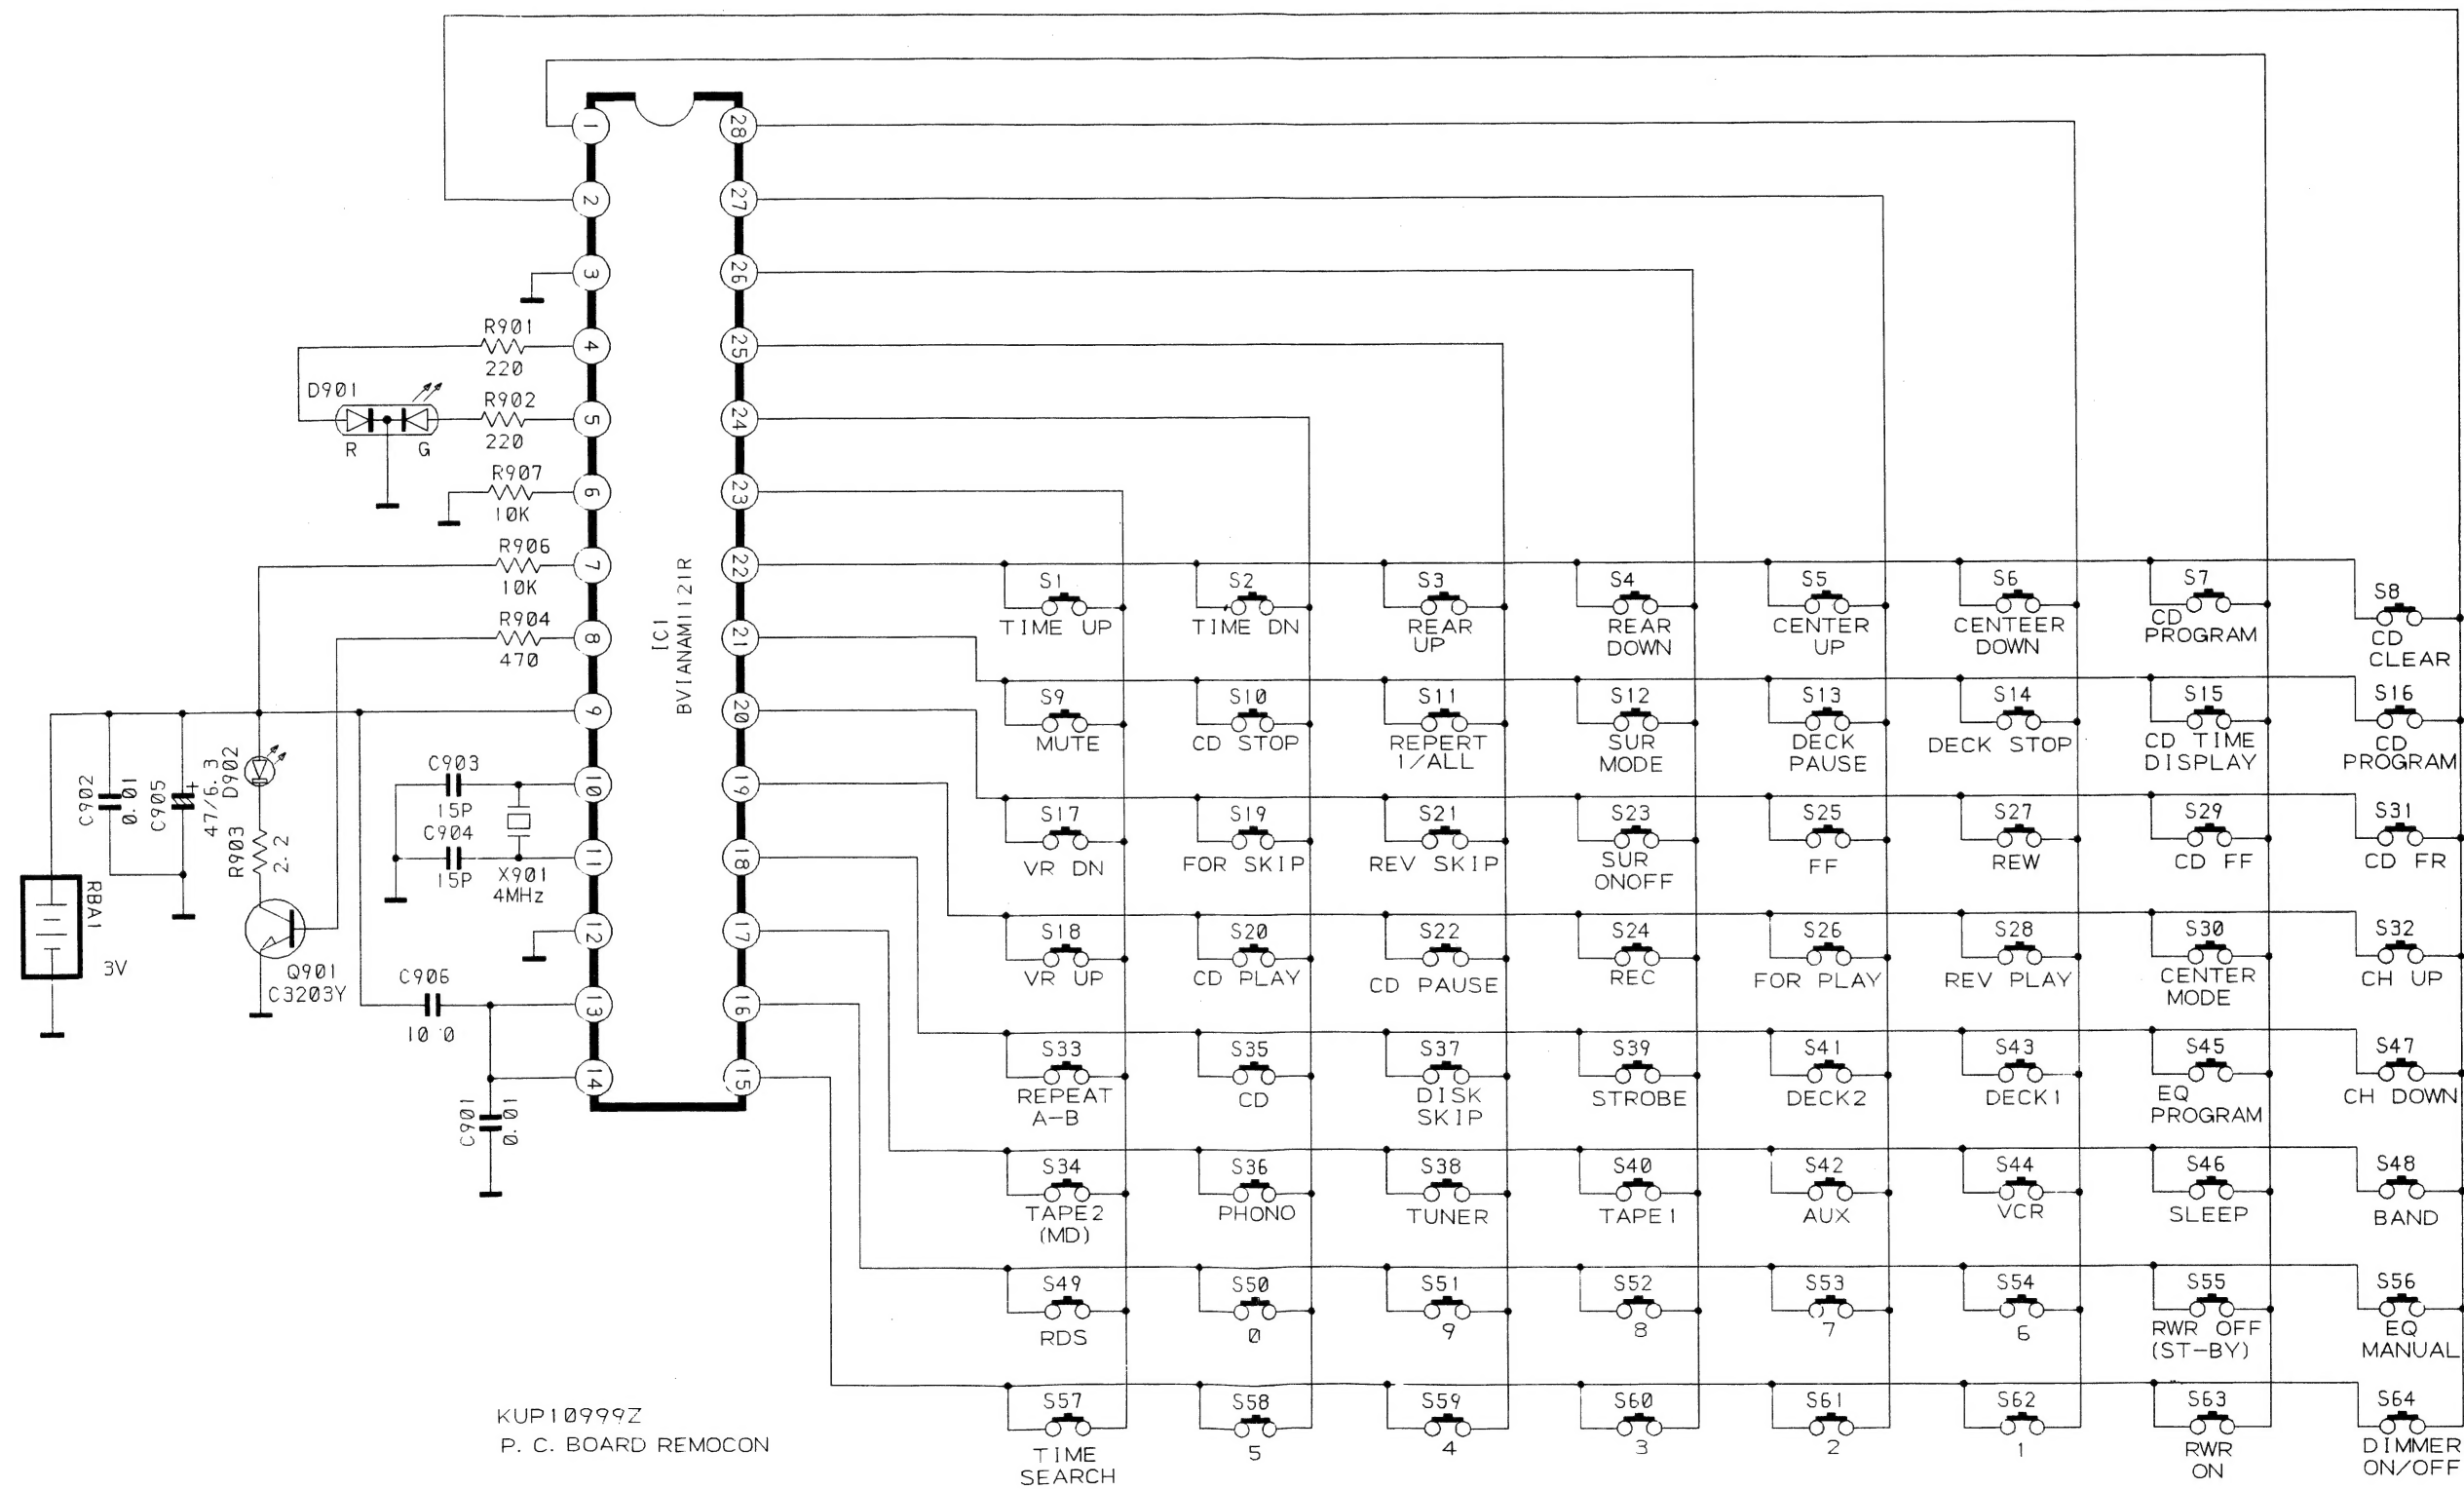 1
28
2
27
3
26
R901
4
25
220
D901
R902
5
24
220
R
G
R907
6
23
10K
R906
7
22
10K
R904
8
21
470
IC1
BVIANAM1121R
9
20
C902
0.01
C905
47/6.3
D902
R903
2.2
C903
10
19
15P
C904
11
18
15P
X901
4MHz
RBA1
3V
12
17
Q901
C3203Y
C906
13
16
0.01
14
15
C901
0.01
S1
S2
S3
S4
S5
S6
S7
S8
TIME UP
TIME DN
REAR
UP
REAR
DOWN
CENTER
UP
CENTEER
DOWN
CD
PROGRAM
CD
CLEAR
S9
S10
S11
S12
S13
S14
S15
S16
MUTE
CD STOP
REPERT
1/ALL
SUR
MODE
DECK
PAUSE
DECK STOP
CD TIME
DISPLAY
CD
PROGRAM
S17
S19
S21
S23
S25
S27
S29
S31
VR DN
FOR SKIP
REV SKIP
SUR
ONOFF
FF
REW
CD FF
CD FR
S18
S20
S22
S24
S26
S28
S30
S32
VR UP
CD PLAY
CD PAUSE
REC
FOR PLAY
REV PLAY
CENTER
MODE
CH UP
S33
S35
S37
S39
S41
S43
S45
S47
REPEAT
A-B
CD
DISK
SKIP
STROBE
DECK2
DECK1
EQ
PROGRAM
CH DOWN
S34
S36
S38
S40
S42
S44
S46
S48
TAPE2
(MD)
PHONO
TUNER
TAPE1
AUX
VCR
SLEEP
BAND
S49
S50
S51
S52
S53
S54
S55
S56
RDS
0
9
8
7
6
RWR OFF
(ST-BY)
EQ
MANUAL
S57
S58
S59
S60
S61
S62
S63
S64
TIME
SEARCH
5
4
3
2
1
RWR
ON
DIMMER
ON/OFF
KUP10999Z
P. C. BOARD REMOCON